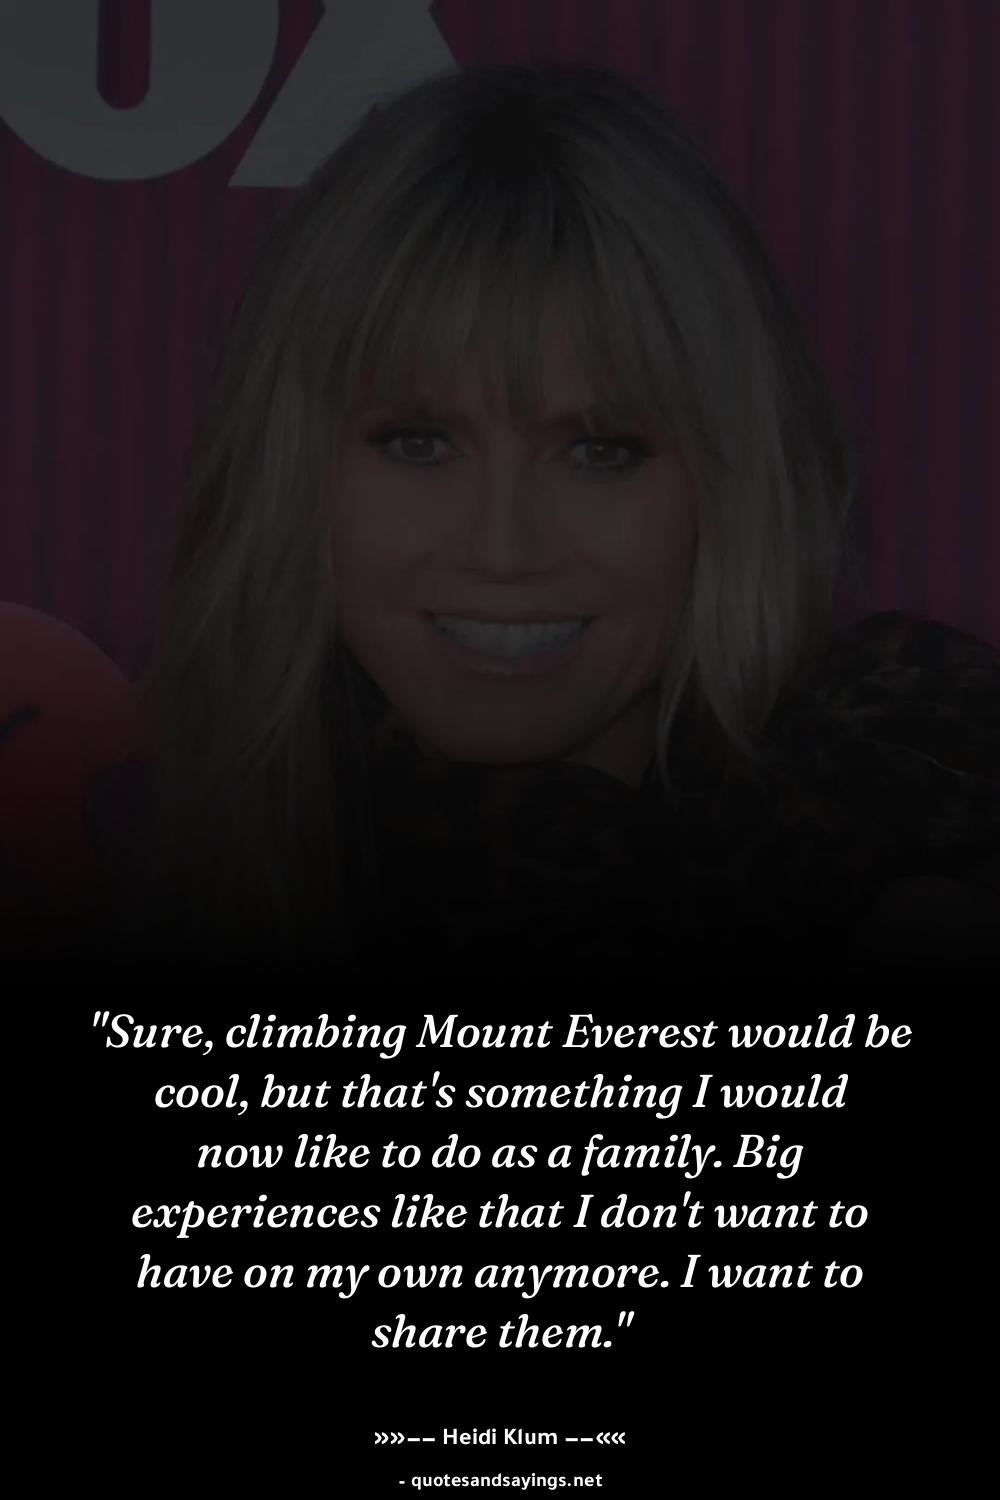 OX
"Sure, climbing Mount Everest would be
cool, but that's something I would
now like to do as a family. Big
experiences like that I don't want to
have on my own anymore. I want to
share them."
»»—— Heidi Klum ——««
- quotesandsayings.net